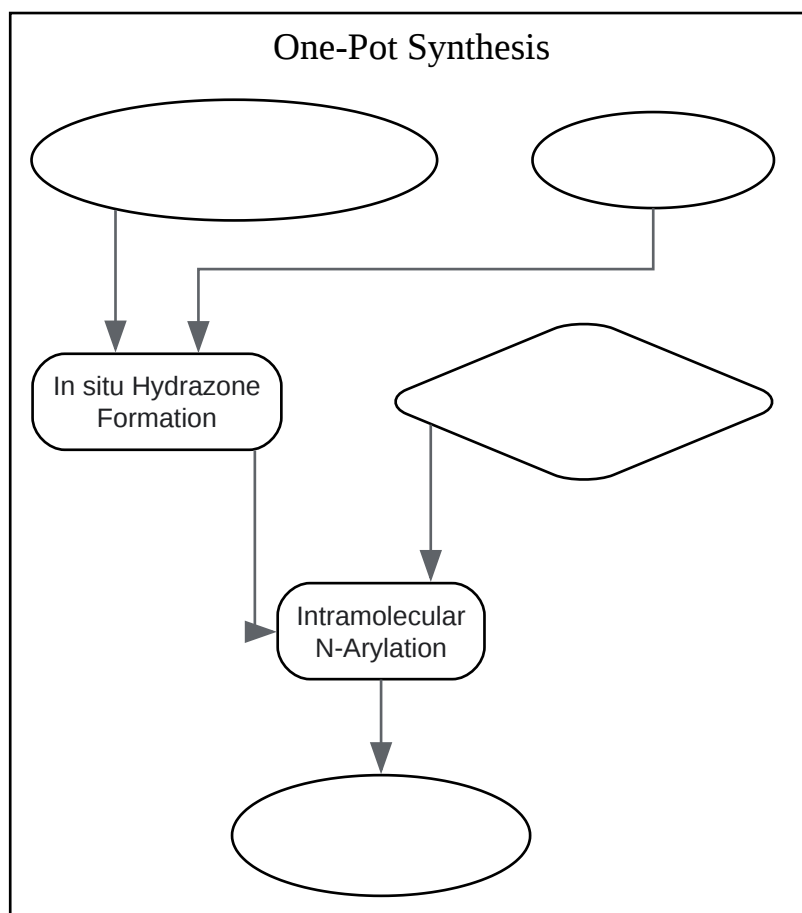 One-Pot Synthesis
In situ Hydrazone
Formation
Intramolecular
N-Arylation